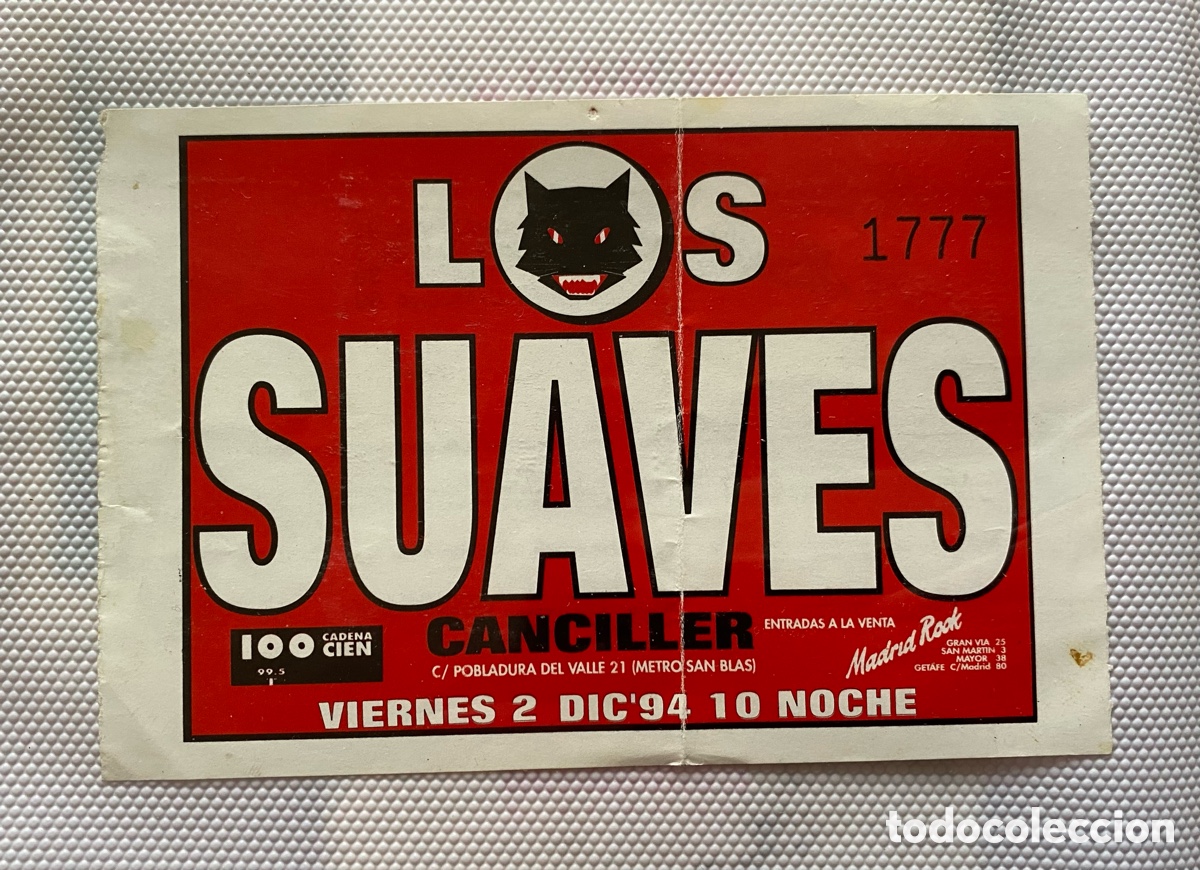 LOS
1777
SUAVES
100 CADENA CIEN
99.5
CANCILLER
C/ POBLADURA DEL VALLE 21 (METRO SAN BLAS)
ENTRADAS A LA VENTA
Madrid Rock
GRAN VIA 25
SAN MARTIN 3
MAYOR 38
GETAFE C/Madrid 80
VIERNES 2 DIC'94 10 NOCHE
todocoleccion